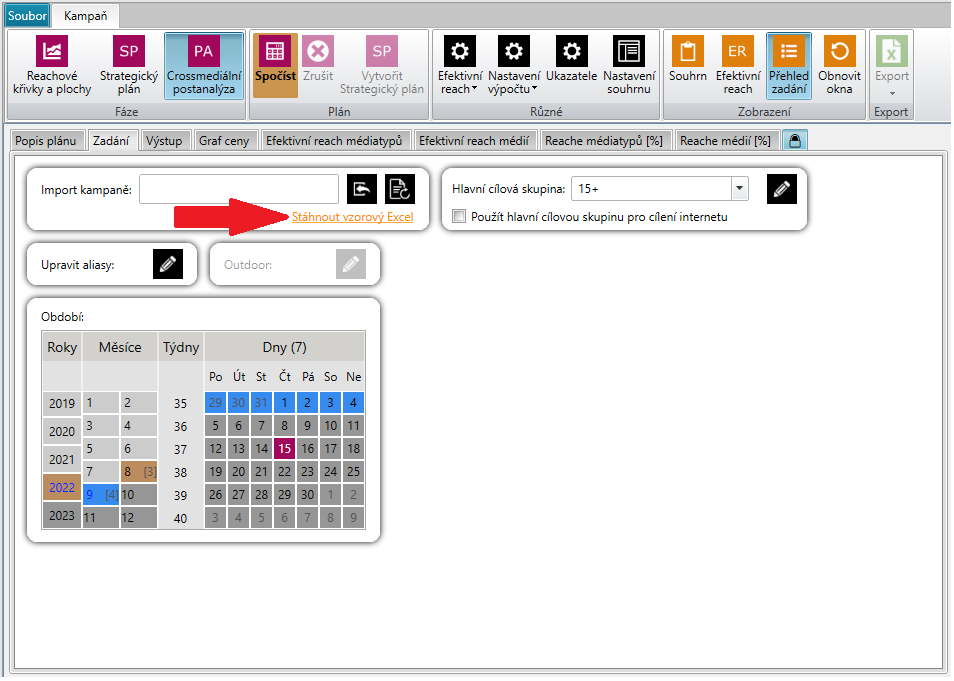 Soubor Kampaň
SP PA SP ER
Reachové křivky a plochy
Strategický plán
Crossmediální postanalýza
Spočíst
Zrušit
Vytvořit Strategický plán
Efektivní reach
Nastavení výpočtu
Ukazatele
Nastavení souhrnu
Souhrn
Efektivní reach
Přehled zadání
Obnovit okna
Export
Fáze Plán Různé Zobrazení Export
Popis plánu Zadání Výstup Graf ceny Efektivní reach médiatypů Efektivní reach médií Reache médiatypů [%] Reache médií [%]
Import kampaně:
Stáhnout vzorový Excel
Hlavní cílová skupina: 15+
Použít hlavní cílovou skupinu pro cílení internetu
Upravit aliasy:
Outdoor:
Období:
Roky Měsíce Týdny Dny (7)
Po Út St Čt Pá So Ne
2019 1 2 35 29 30 31 1 2 3 4
2020 3 4 36 5 6 7 8 9 10 11
2021 5 6 37 12 13 14 15 16 17 18
2022 7 8 [3] 38 19 20 21 22 23 24 25
9 [4] 10 39 26 27 28 29 30 1 2
2023 11 12 40 3 4 5 6 7 8 9